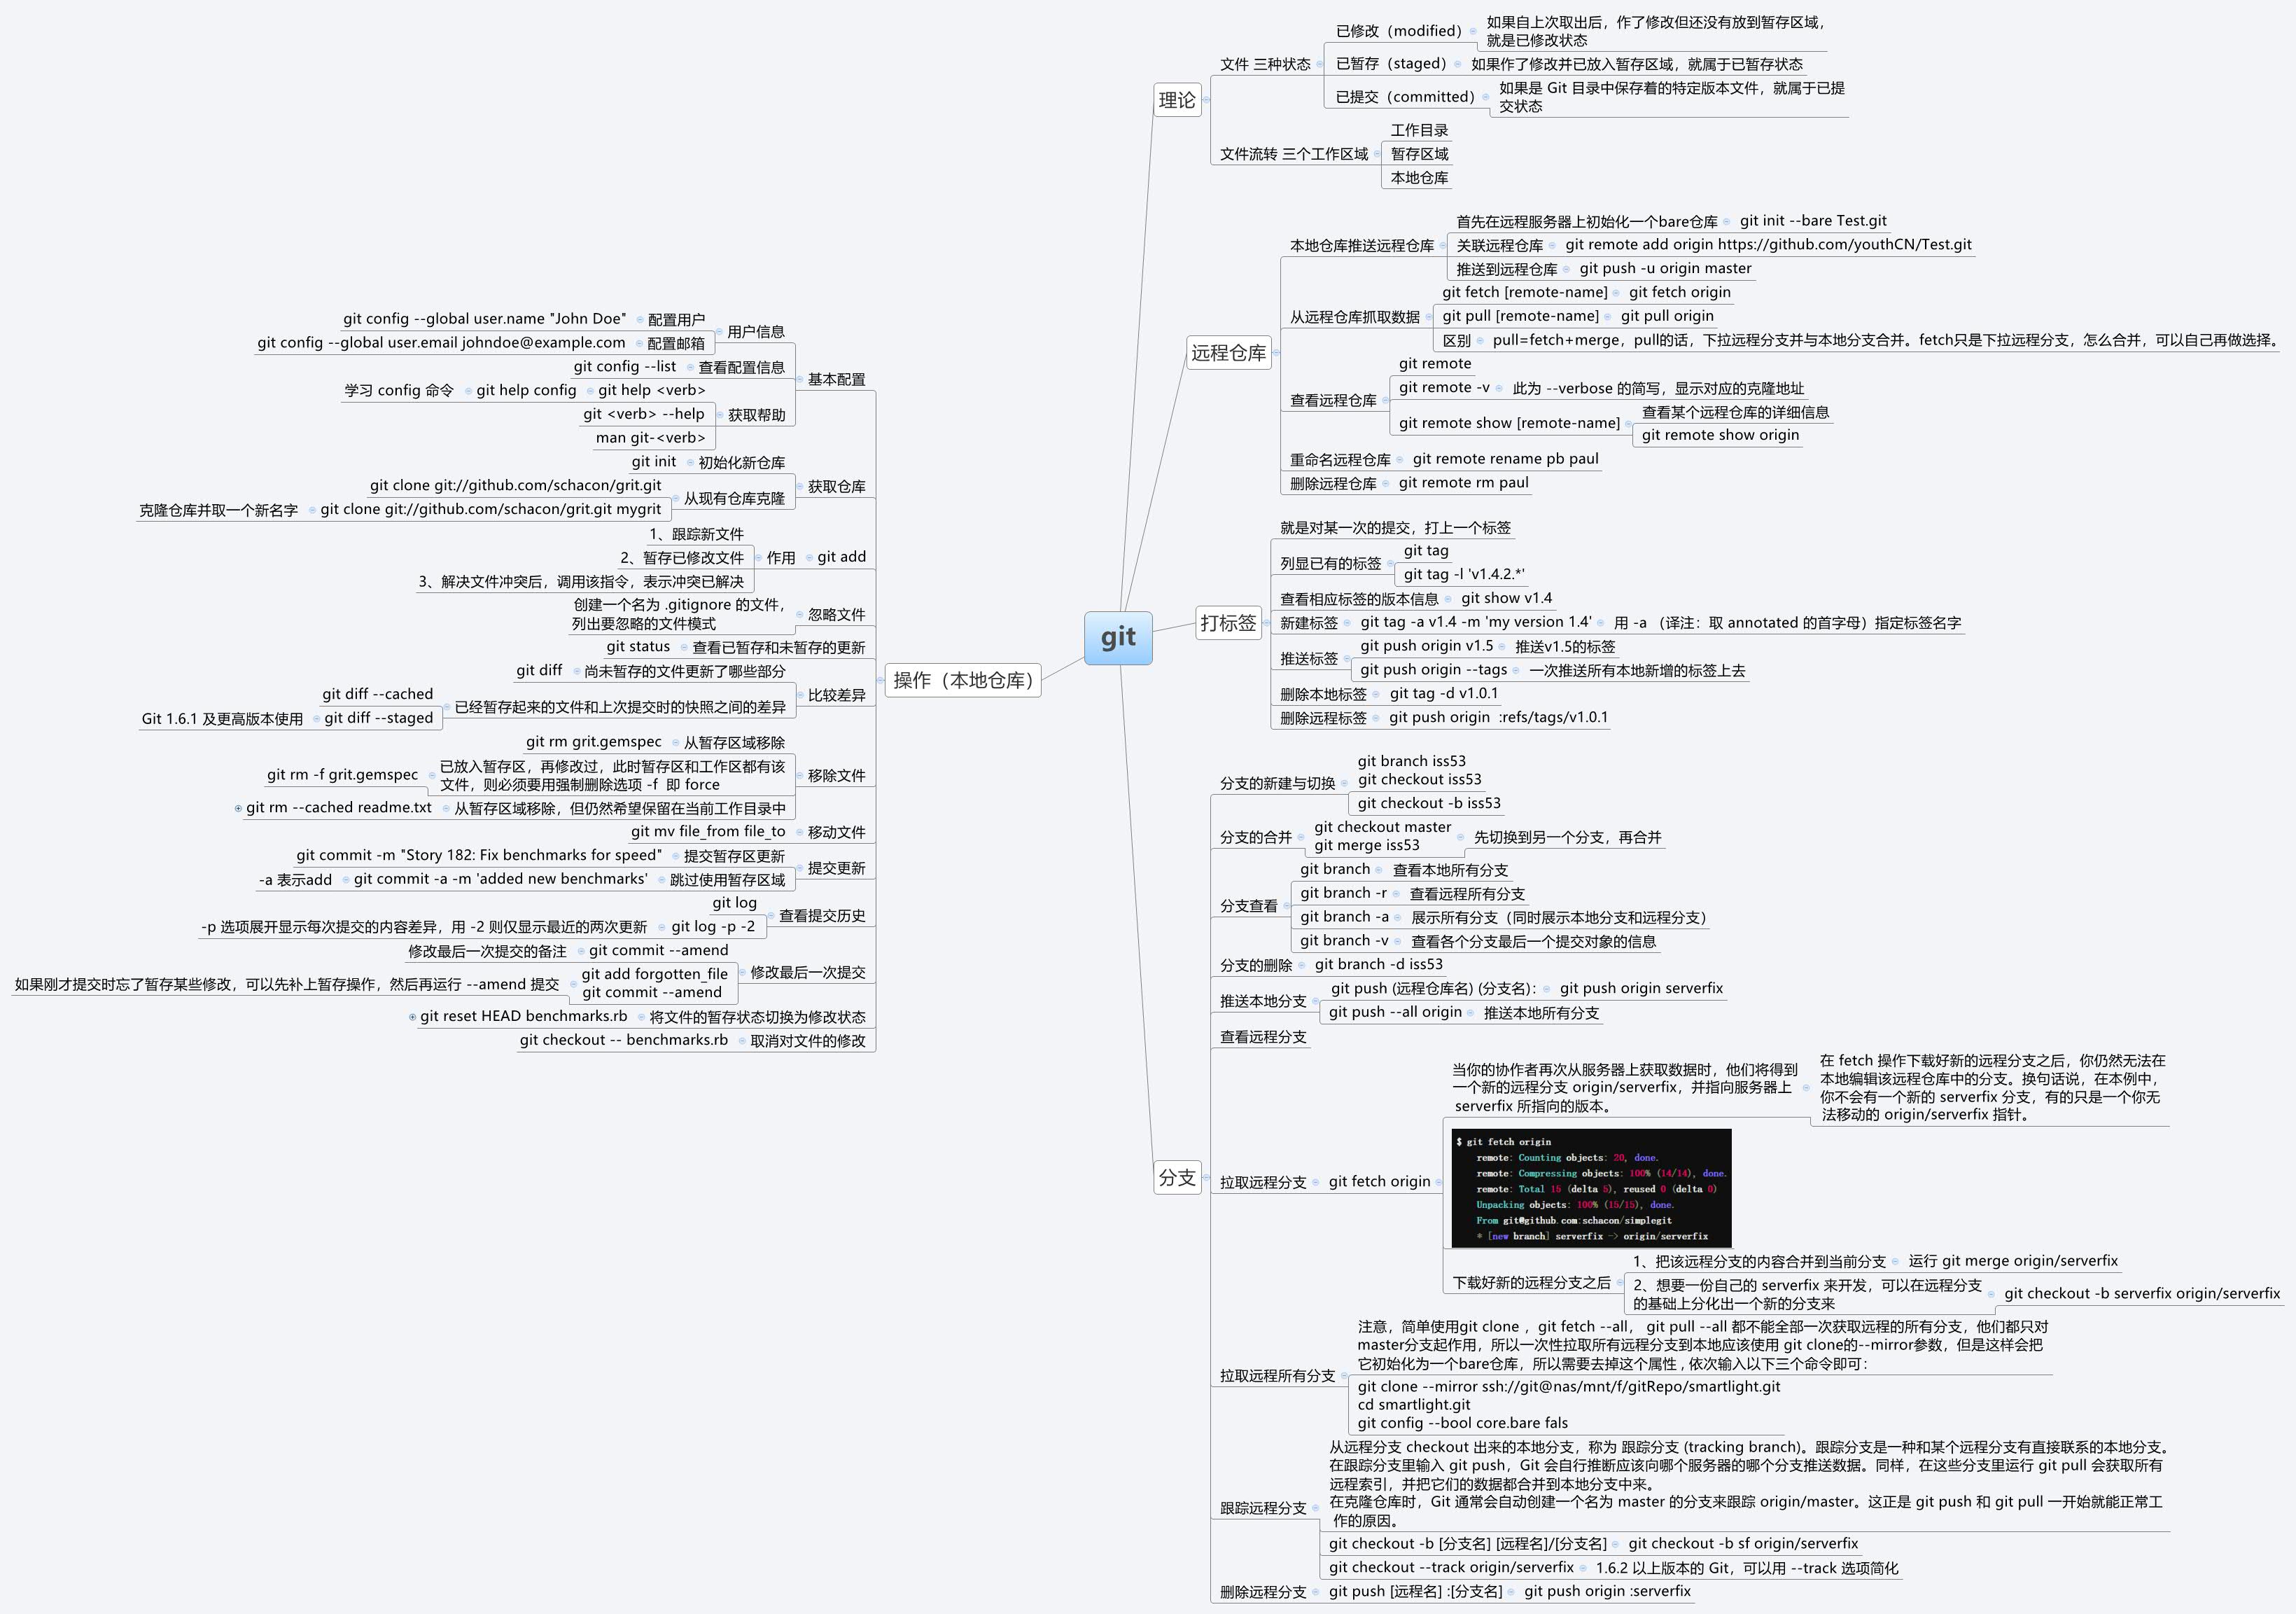 git
理论
文件 三种状态
已修改（modified）
如果自上次取出后，作了修改但还没有放到暂存区域，
就是已修改状态
已暂存（staged）
如果作了修改并已放入暂存区域，就属于已暂存状态
已提交（committed）
如果是 Git 目录中保存着的特定版本文件，就属于已提
交状态
文件流转 三个工作区域
工作目录
暂存区域
本地仓库
远程仓库
本地仓库推送远程仓库
首先在远程服务器上初始化一个bare仓库
git init --bare Test.git
关联远程仓库
git remote add origin https://github.com/youthCN/Test.git
推送到远程仓库
git push -u origin master
从远程仓库抓取数据
git fetch [remote-name]
git fetch origin
git pull [remote-name]
git pull origin
区别
pull=fetch+merge，pull的话，下拉远程分支并与本地分支合并。fetch只是下拉远程分支，怎么合并，可以自己再做选择。
查看远程仓库
git remote
git remote -v
此为 --verbose 的简写，显示对应的克隆地址
git remote show [remote-name]
查看某个远程仓库的详细信息
git remote show origin
重命名远程仓库
git remote rename pb paul
删除远程仓库
git remote rm paul
打标签
就是对某一次的提交，打上一个标签
列显已有的标签
git tag
git tag -l 'v1.4.2.*'
查看相应标签的版本信息
git show v1.4
新建标签
git tag -a v1.4 -m 'my version 1.4'
用 -a （译注：取 annotated 的首字母）指定标签名字
推送标签
git push origin v1.5
推送v1.5的标签
git push origin --tags
一次推送所有本地新增的标签上去
删除本地标签
git tag -d v1.0.1
删除远程标签
git push origin  :refs/tags/v1.0.1
分支
分支的新建与切换
git branch iss53
git checkout iss53
git checkout -b iss53
分支的合并
git checkout master
git merge iss53
先切换到另一个分支，再合并
分支查看
git branch
查看本地所有分支
git branch -r
查看远程所有分支
git branch -a
展示所有分支（同时展示本地分支和远程分支）
git branch -v
查看各个分支最后一个提交对象的信息
分支的删除
git branch -d iss53
推送本地分支
git push (远程仓库名) (分支名)：
git push origin serverfix
git push --all origin
推送本地所有分支
查看远程分支
拉取远程分支
git fetch origin
当你的协作者再次从服务器上获取数据时，他们将得到
一个新的远程分支 origin/serverfix，并指向服务器上
serverfix 所指向的版本。
在 fetch 操作下载好新的远程分支之后，你仍然无法在
本地编辑该远程仓库中的分支。换句话说，在本例中，
你不会有一个新的 serverfix 分支，有的只是一个你无
法移动的 origin/serverfix 指针。
$ git fetch origin
remote: Counting objects: 20, done.
remote: Compressing objects: 100% (14/14), done.
remote: Total 15 (delta 5), reused 0 (delta 0)
Unpacking objects: 100% (15/15), done.
From git@github.com:schacon/simplegit
* [new branch] serverfix -> origin/serverfix
下载好新的远程分支之后
1、把该远程分支的内容合并到当前分支
运行 git merge origin/serverfix
2、想要一份自己的 serverfix 来开发，可以在远程分支
的基础上分化出一个新的分支来
git checkout -b serverfix origin/serverfix
拉取远程所有分支
注意，简单使用git clone ，git fetch --all， git pull --all 都不能全部一次获取远程的所有分支，他们都只对
master分支起作用，所以一次性拉取所有远程分支到本地应该使用 git clone的--mirror参数，但是这样会把
它初始化为一个bare仓库，所以需要去掉这个属性 , 依次输入以下三个命令即可：
git clone --mirror ssh://git@nas/mnt/f/gitRepo/smartlight.git
cd smartlight.git
git config --bool core.bare fals
跟踪远程分支
从远程分支 checkout 出来的本地分支，称为 跟踪分支 (tracking branch)。跟踪分支是一种和某个远程分支有直接联系的本地分支。
在跟踪分支里输入 git push，Git 会自行推断应该向哪个服务器的哪个分支推送数据。同样，在这些分支里运行 git pull 会获取所有
远程索引，并把它们的数据都合并到本地分支中来。
在克隆仓库时，Git 通常会自动创建一个名为 master 的分支来跟踪 origin/master。这正是 git push 和 git pull 一开始就能正常工
作的原因。
git checkout -b [分支名] [远程名]/[分支名]
git checkout -b sf origin/serverfix
git checkout --track origin/serverfix
1.6.2 以上版本的 Git，可以用 --track 选项简化
删除远程分支
git push [远程名] :[分支名]
git push origin :serverfix
操作（本地仓库）
基本配置
用户信息
配置用户
git config --global user.name "John Doe"
配置邮箱
git config --global user.email johndoe@example.com
查看配置信息
git config --list
获取帮助
git help <verb>
git help config
学习 config 命令
git <verb> --help
man git-<verb>
获取仓库
初始化新仓库
git init
从现有仓库克隆
git clone git://github.com/schacon/grit.git
git clone git://github.com/schacon/grit.git mygrit
克隆仓库并取一个新名字
git add
作用
1、跟踪新文件
2、暂存已修改文件
3、解决文件冲突后，调用该指令，表示冲突已解决
忽略文件
创建一个名为 .gitignore 的文件，
列出要忽略的文件模式
查看已暂存和未暂存的更新
git status
比较差异
尚未暂存的文件更新了哪些部分
git diff
已经暂存起来的文件和上次提交时的快照之间的差异
git diff --cached
git diff --staged
Git 1.6.1 及更高版本使用
移除文件
从暂存区域移除
git rm grit.gemspec
已放入暂存区，再修改过，此时暂存区和工作区都有该
文件，则必须要用强制删除选项 -f  即 force
git rm -f grit.gemspec
从暂存区域移除，但仍然希望保留在当前工作目录中
git rm --cached readme.txt
移动文件
git mv file_from file_to
提交更新
提交暂存区更新
git commit -m "Story 182: Fix benchmarks for speed"
跳过使用暂存区域
git commit -a -m 'added new benchmarks'
-a 表示add
查看提交历史
git log
git log -p -2
-p 选项展开显示每次提交的内容差异，用 -2 则仅显示最近的两次更新
修改最后一次提交
git commit --amend
修改最后一次提交的备注
git add forgotten_file
git commit --amend
如果刚才提交时忘了暂存某些修改，可以先补上暂存操作，然后再运行 --amend 提交
将文件的暂存状态切换为修改状态
git reset HEAD benchmarks.rb
取消对文件的修改
git checkout -- benchmarks.rb